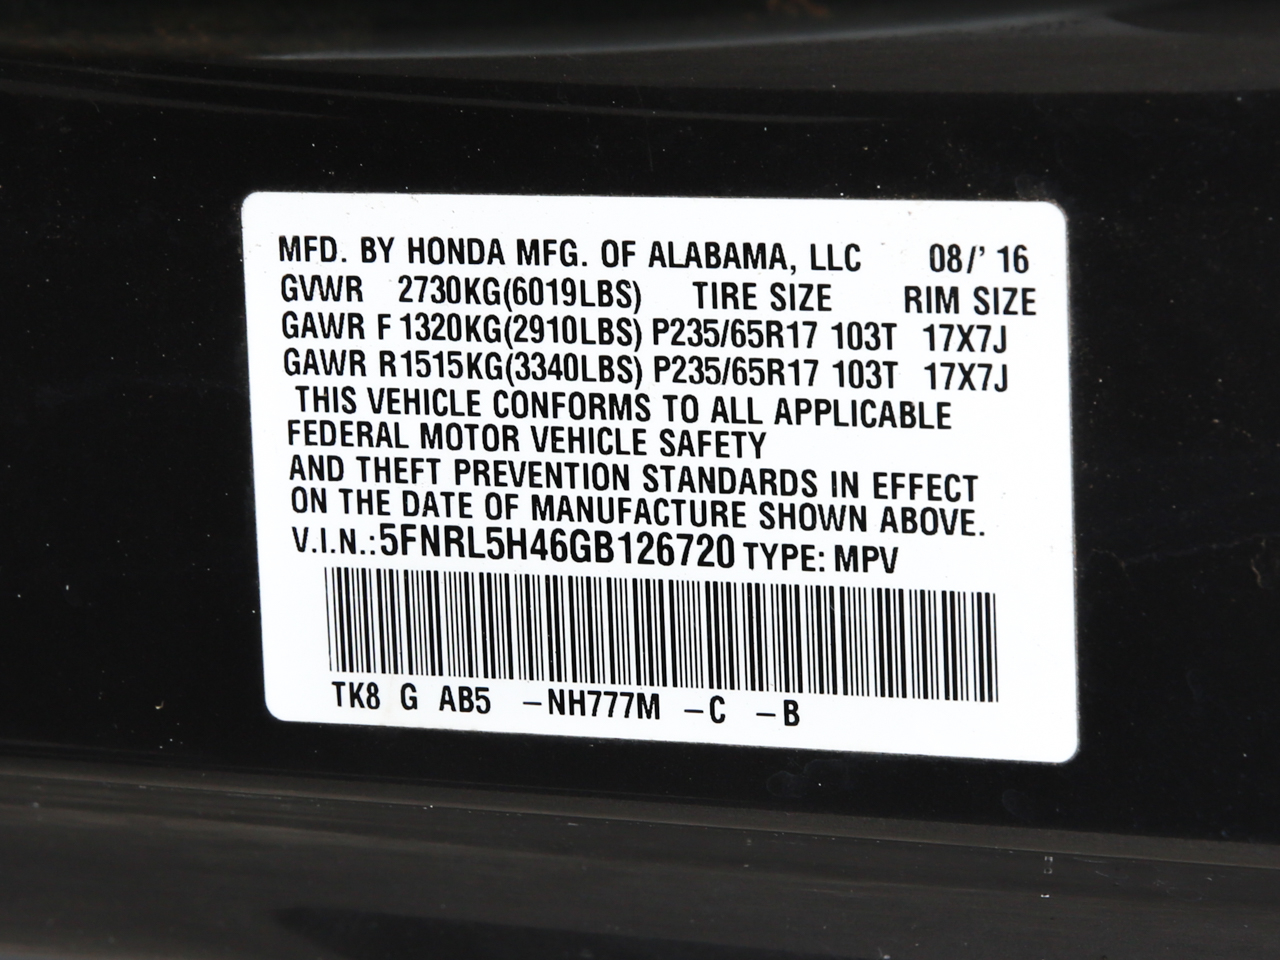 MFD. BY HONDA MFG. OF ALABAMA, LLC 08/' 16
GVWR 2730KG(6019LBS) TIRE SIZE RIM SIZE
GAWR F 1320KG(2910LBS) P235/65R17 103T 17X7J
GAWR R1515KG(3340LBS) P235/65R17 103T 17X7J
THIS VEHICLE CONFORMS TO ALL APPLICABLE
FEDERAL MOTOR VEHICLE SAFETY
AND THEFT PREVENTION STANDARDS IN EFFECT
ON THE DATE OF MANUFACTURE SHOWN ABOVE.
V.I.N.: 5FNRL5H46GB126720 TYPE: MPV
TK8 G AB5 –NH777M –C –B